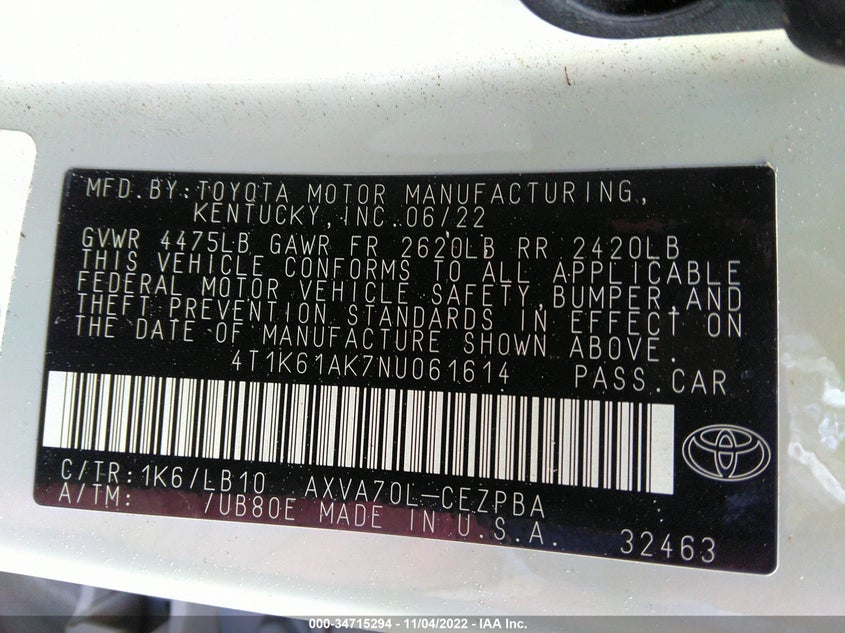 MFD.BY:TOYOTA MOTOR MANUFACTURING,
KENTUCKY,INC.06/22
GVWR 4475LB GAWR FR 2620LB RR 2420LB
THIS VEHICLE CONFORMS TO ALL APPLICABLE
FEDERAL MOTOR VEHICLE SAFETY,BUMPER,AND
THEFT PREVENTION STANDARDS IN EFFECT ON
THE DATE OF MANUFACTURE SHOWN ABOVE.
4T1K61AK7NU061614 PASS.CAR
C/TR:1K6/LB10 AXVA70L-CEZPBA
A/TM: /UB80E MADE IN U.S.A.
32463
000-34715294 - 11/04/2022 - IAA Inc.